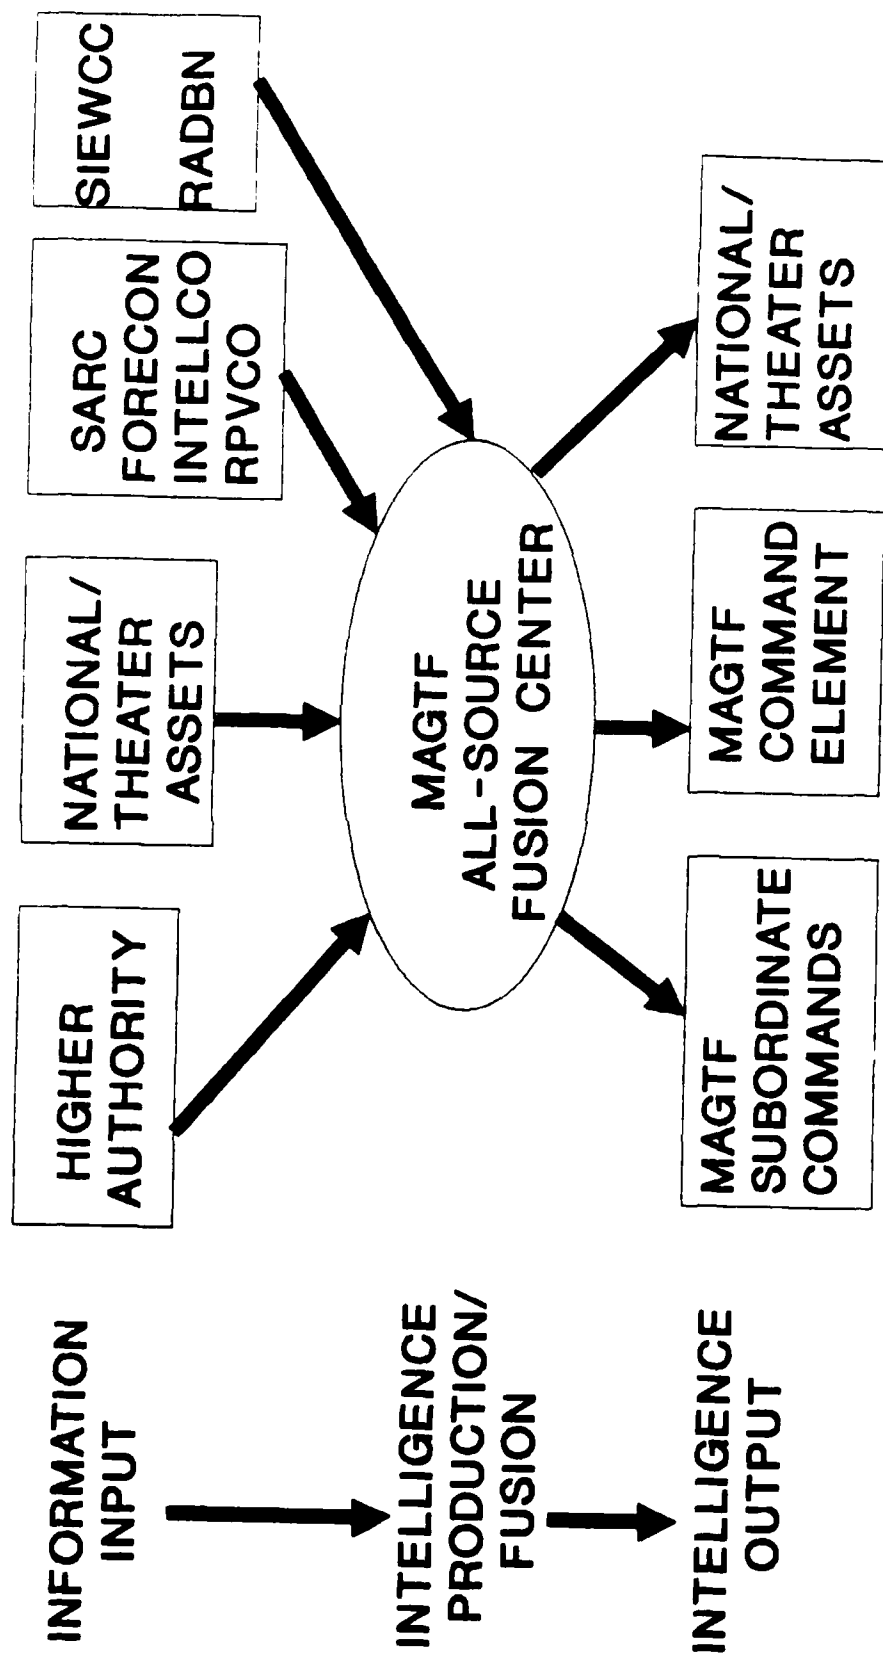 INFORMATION
INPUT
INTELLIGENCE
PRODUCTION/
FUSION
INTELLIGENCE
OUTPUT
HIGHER
AUTHORITY
NATIONAL/
THEATER
ASSETS
SARC
FORECON
INTELLCO
RPVCO
SIEWCC
RADBN
MAGTF
ALL-SOURCE
FUSION CENTER
MAGTF
SUBORDINATE
COMMANDS
MAGTF
COMMAND
ELEMENT
NATIONAL/
THEATER
ASSETS